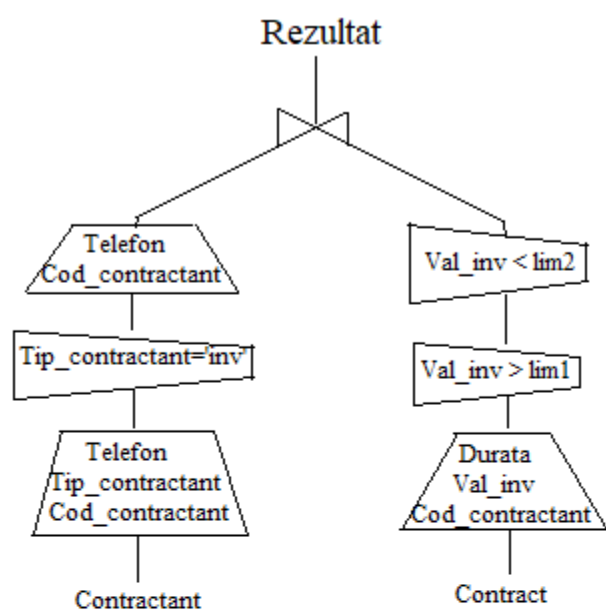 Rezultat
Telefon
Cod_contractant
Tip_contractant='inv'
Telefon
Tip_contractant
Cod_contractant
Contractant
Val_inv < lim2
Val_inv > lim1
Durata
Val_inv
Cod_contractant
Contract